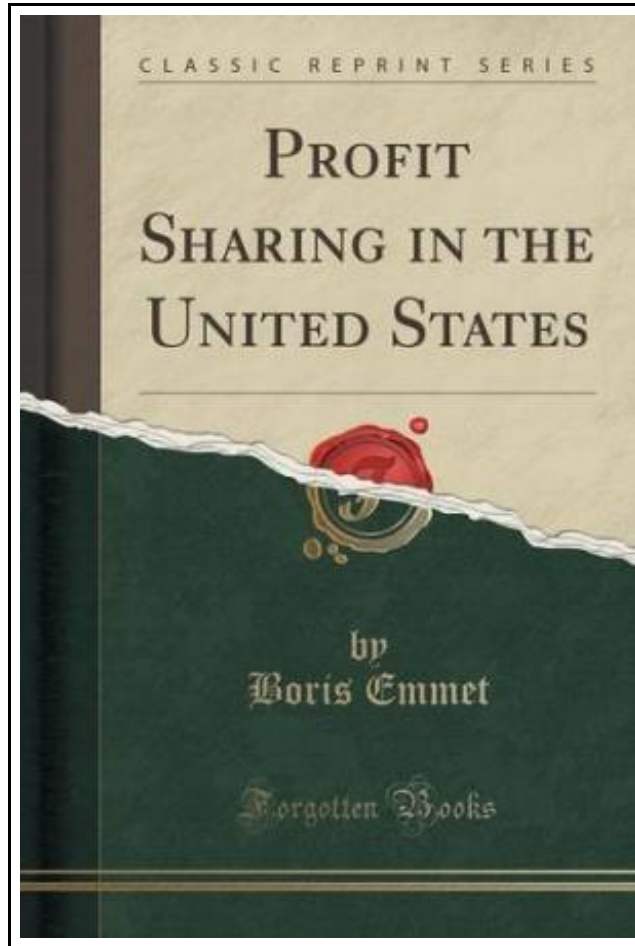 CLASSIC REPRINT SERIES
PROFIT
SHARING IN THE
UNITED STATES
by
Boris Emmet
Forgotten Books